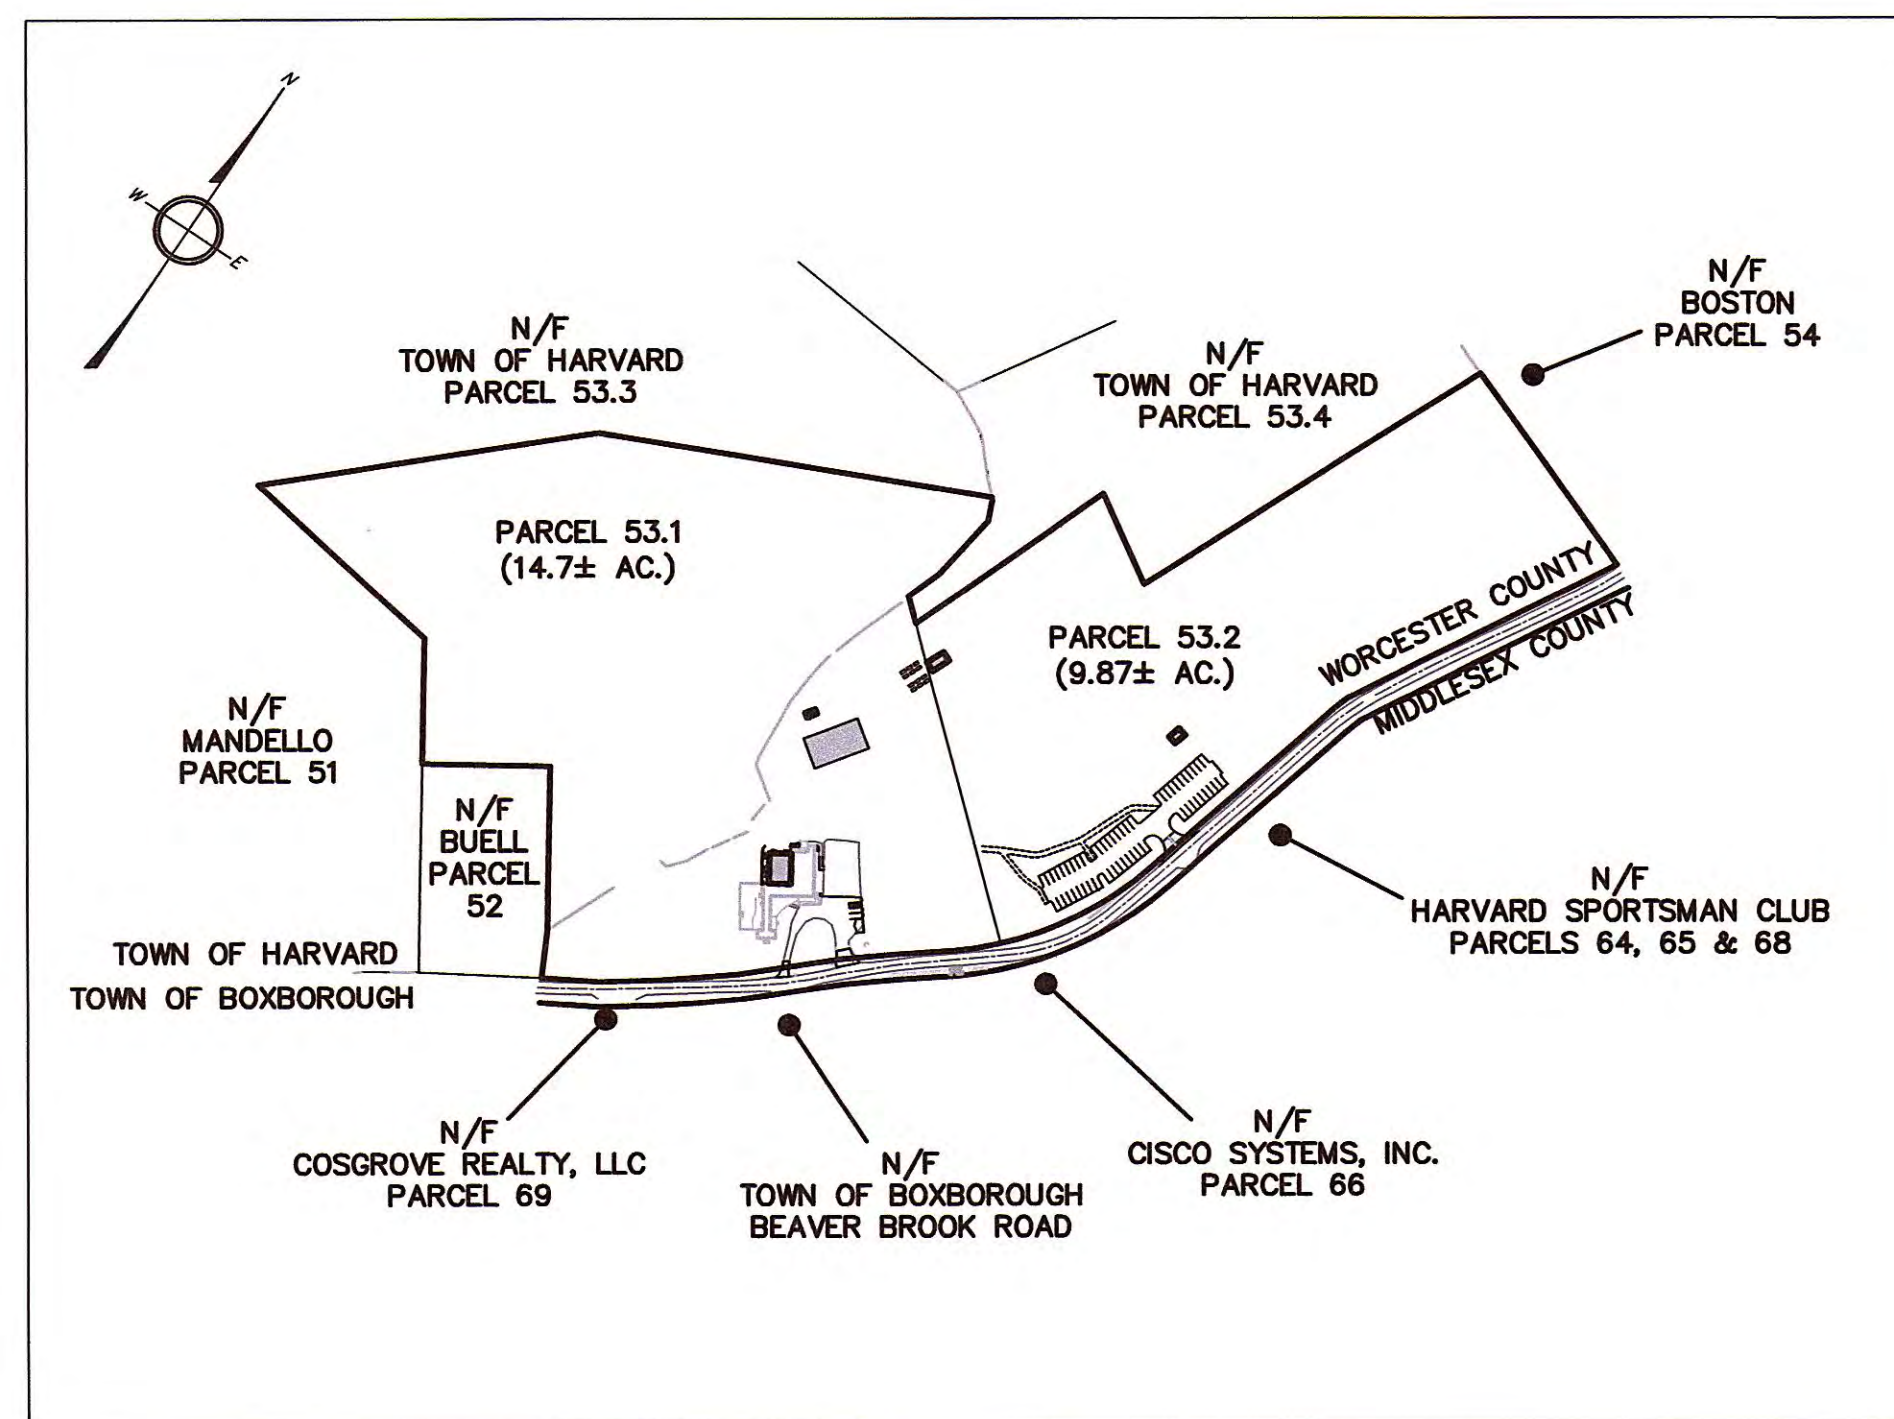 N
W
E
N/F
BOSTON
PARCEL 54
N/F
TOWN OF HARVARD
PARCEL 53.3
N/F
TOWN OF HARVARD
PARCEL 53.4
PARCEL 53.1
(14.7± AC.)
PARCEL 53.2
(9.87± AC.)
WORCESTER COUNTY
MIDDLESEX COUNTY
N/F
MANDELLO
PARCEL 51
N/F
BUELL
PARCEL
52
N/F
HARVARD SPORTSMAN CLUB
PARCELS 64, 65 & 68
TOWN OF HARVARD
TOWN OF BOXBOROUGH
N/F
COSGROVE REALTY, LLC
PARCEL 69
N/F
TOWN OF BOXBOROUGH
BEAVER BROOK ROAD
N/F
CISCO SYSTEMS, INC.
PARCEL 66